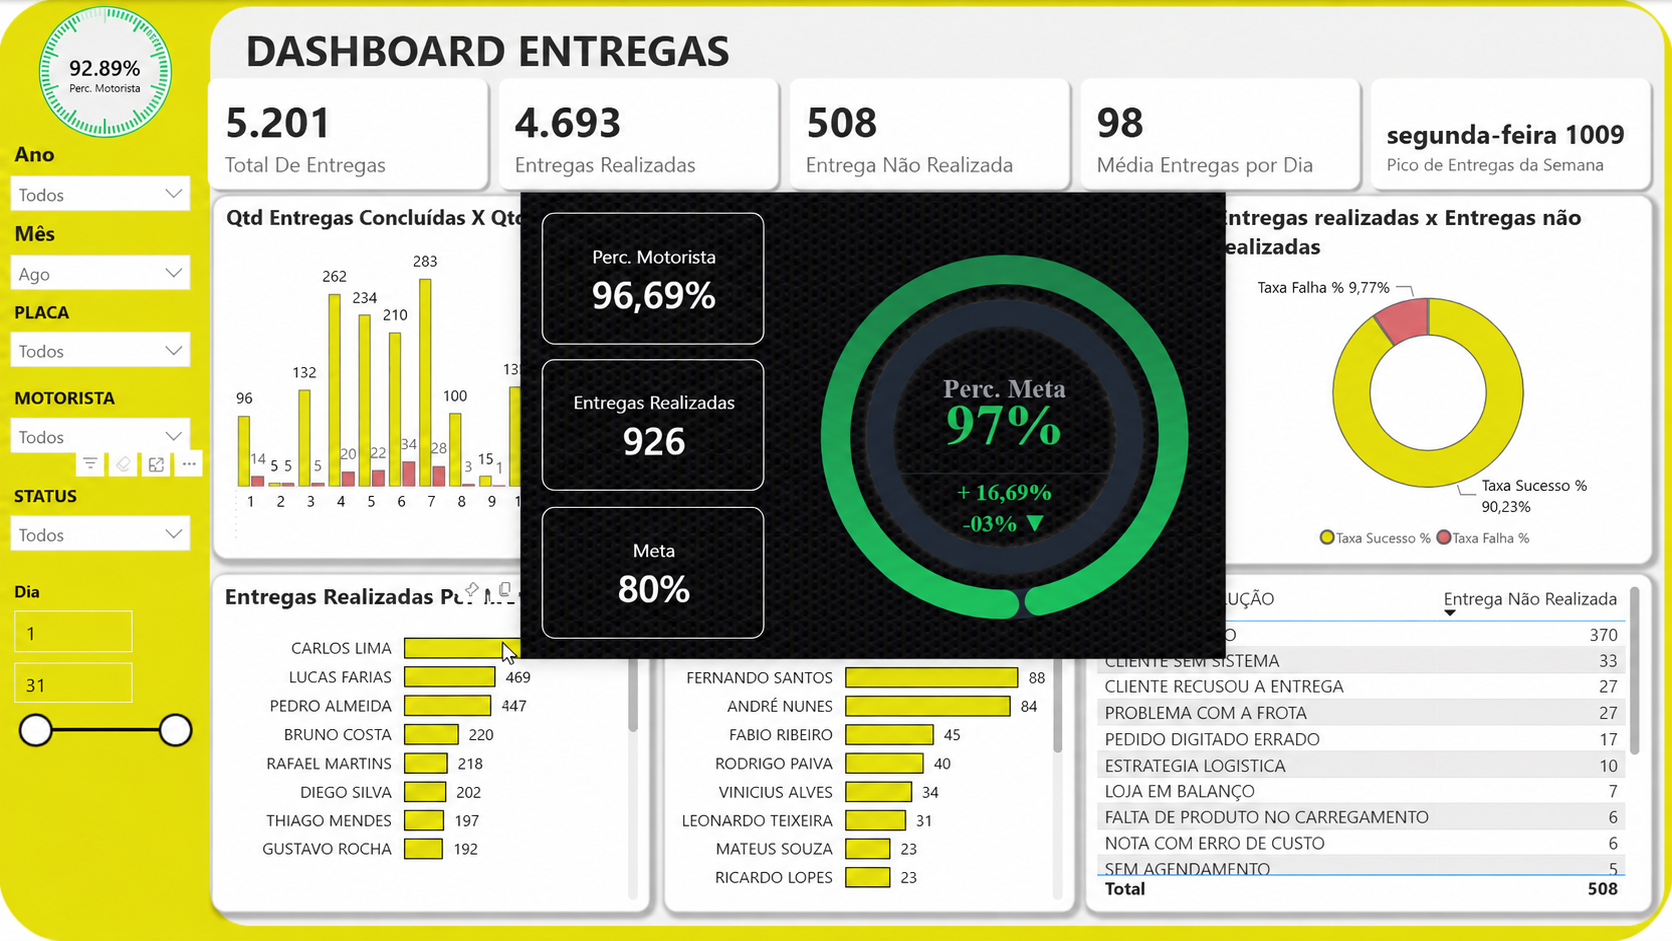 92.89%
Perc. Motorista
Ano
Todos
Mês
Ago
PLACA
Todos
MOTORISTA
Todos
STATUS
Todos
Dia
1
31
DASHBOARD ENTREGAS
5.201
Total De Entregas
4.693
Entregas Realizadas
508
Entrega Não Realizada
98
Média Entregas por Dia
segunda-feira 1009
Pico de Entregas da Semana
Qtd Entregas Concluídas X Qtd
96
14
5
5
132
5
262
20
234
22
210
34
283
28
100
3
15
1
1
2
3
4
5
6
7
8
9
Perc. Motorista
96,69%
Entregas Realizadas
926
Meta
80%
Perc. Meta
97%
+ 16,69%
-03% ▼
Entregas realizadas x Entregas não
realizadas
Taxa Falha % 9,77%
Taxa Sucesso %
90,23%
Taxa Sucesso % Taxa Falha %
Entregas Realizadas
CARLOS LIMA
LUCAS FARIAS 469
PEDRO ALMEIDA 447
BRUNO COSTA 220
RAFAEL MARTINS 218
DIEGO SILVA 202
THIAGO MENDES 197
GUSTAVO ROCHA 192
FERNANDO SANTOS 88
ANDRÉ NUNES 84
FABIO RIBEIRO 45
RODRIGO PAIVA 40
VINICIUS ALVES 34
LEONARDO TEIXEIRA 31
MATEUS SOUZA 23
RICARDO LOPES 23
UÇÃO Entrega Não Realizada
O 370
CLIENTE SEM SISTEMA 33
CLIENTE RECUSOU A ENTREGA 27
PROBLEMA COM A FROTA 27
PEDIDO DIGITADO ERRADO 17
ESTRATEGIA LOGISTICA 10
LOJA EM BALANÇO 7
FALTA DE PRODUTO NO CARREGAMENTO 6
NOTA COM ERRO DE CUSTO 6
SEM AGENDAMENTO 5
Total 508